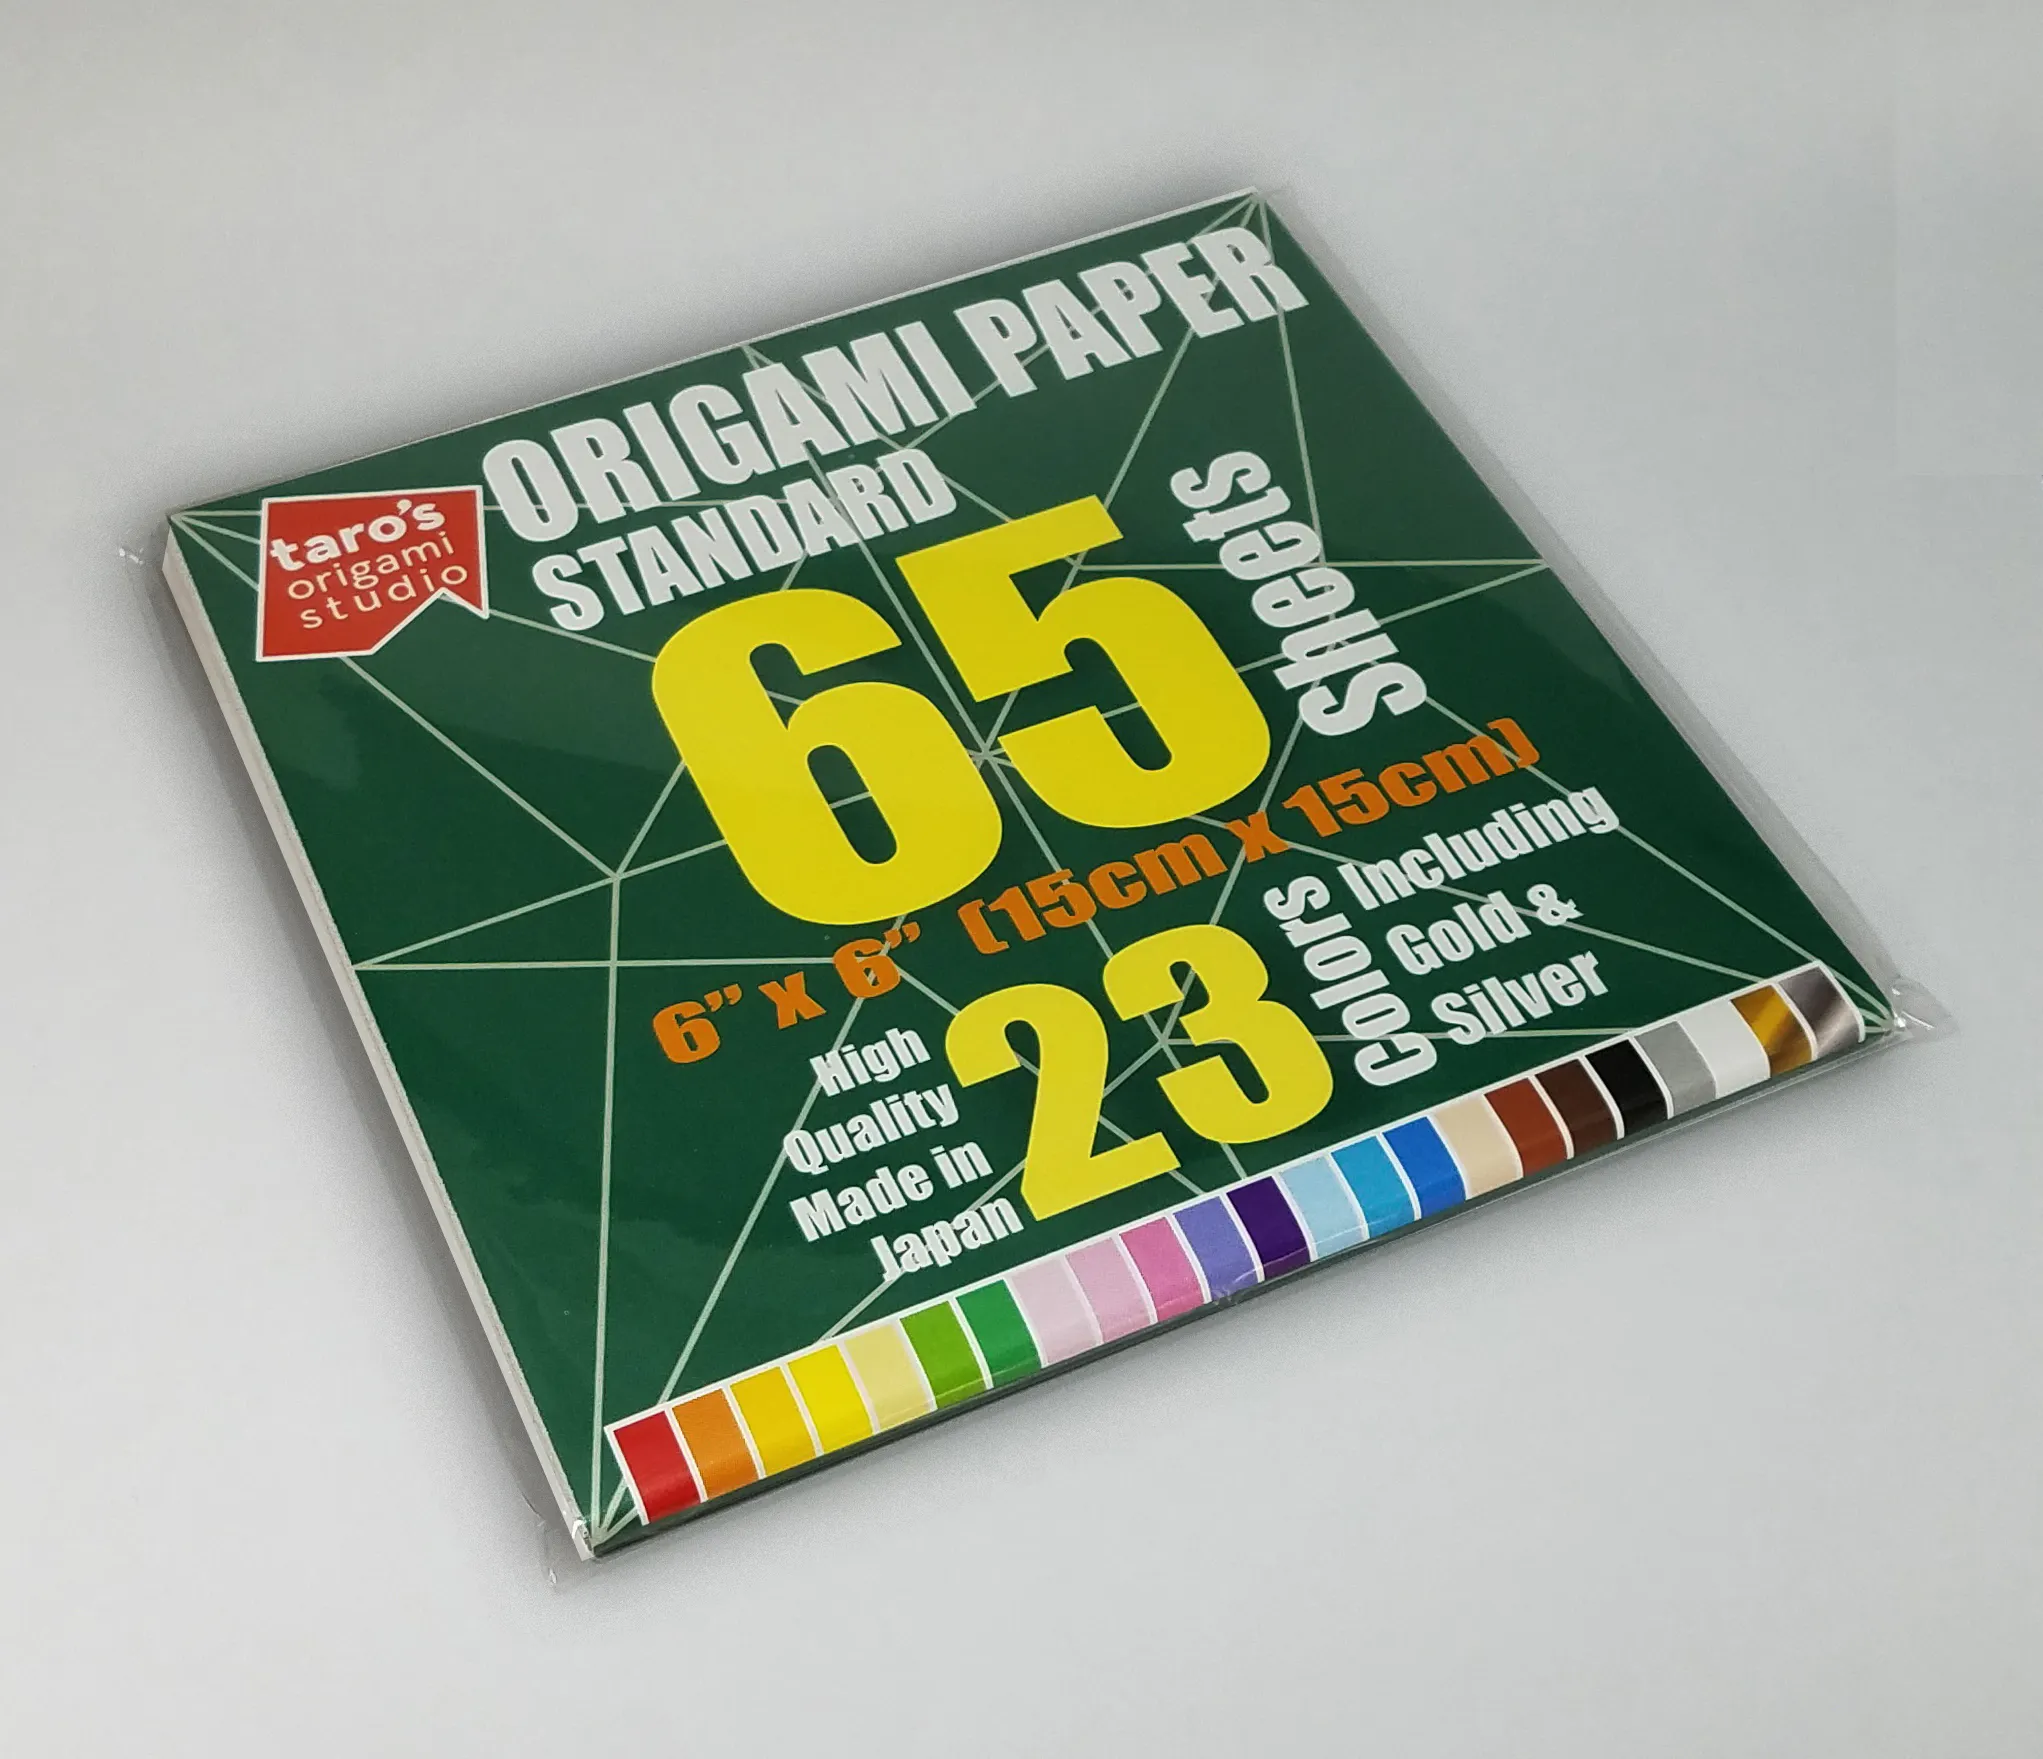 taro's
origami
studio
ORIGAMI PAPER
STANDARD
65
Sheets
6” x 6” (15cm x 15cm)
High
Quality
Made in
Japan
23
Colors
Including
Gold &
Silver